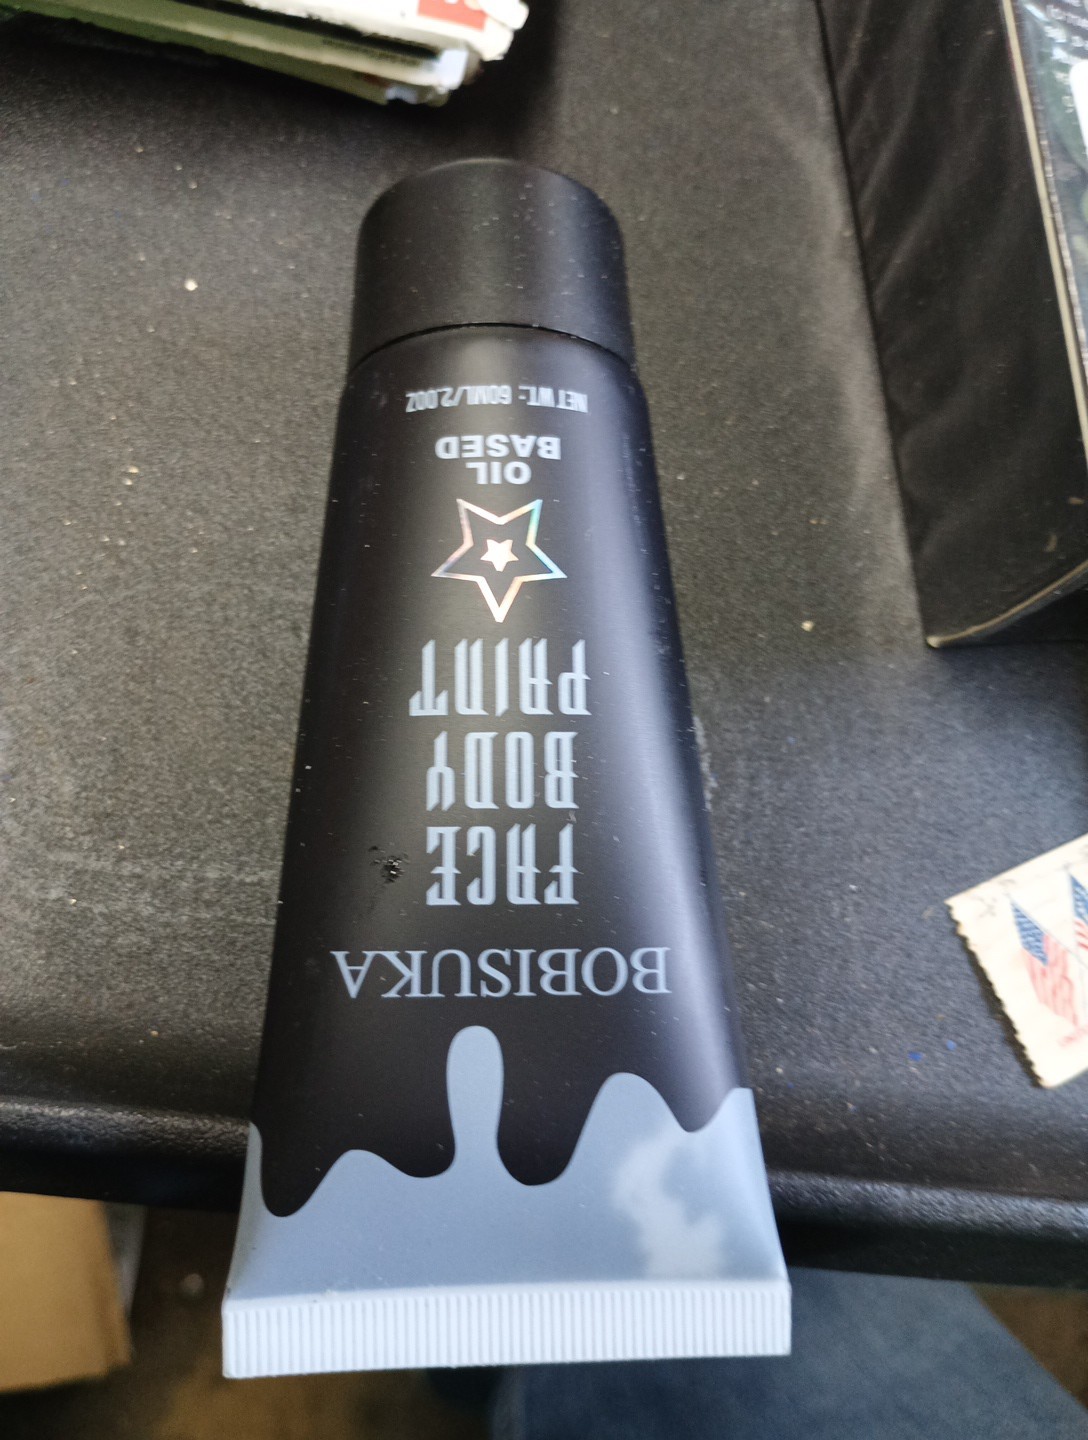 BOBISUKA
FACE
BODY
PAINT
OIL
BASED
NET WT: 60ML/2.0OZ